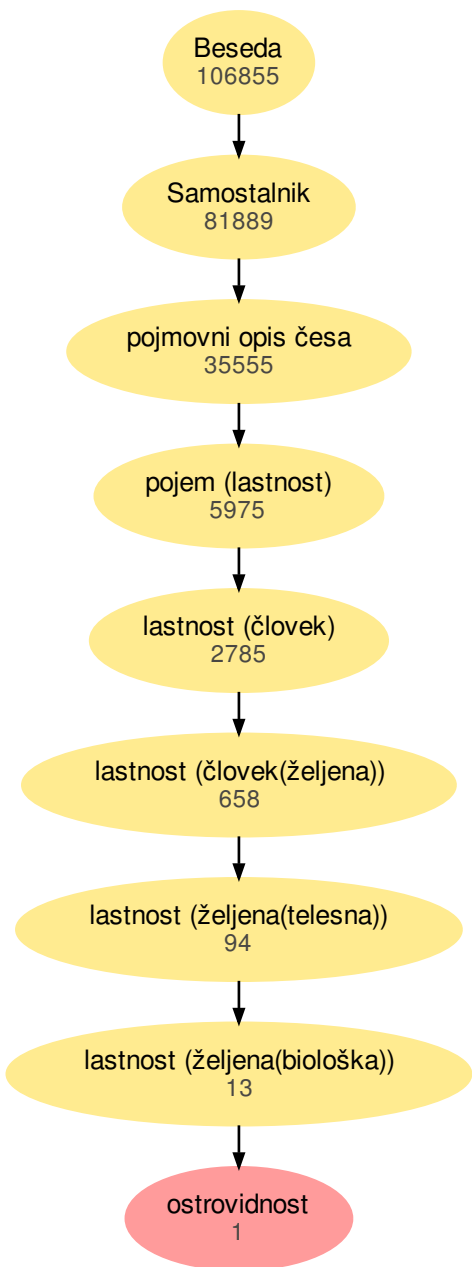 Beseda
106855
Samostalnik
81889
pojmovni opis česa
35555
pojem (lastnost)
5975
lastnost (človek)
2785
lastnost (človek(željena))
658
lastnost (željena(telesna))
94
lastnost (željena(biološka))
13
ostrovidnost
1